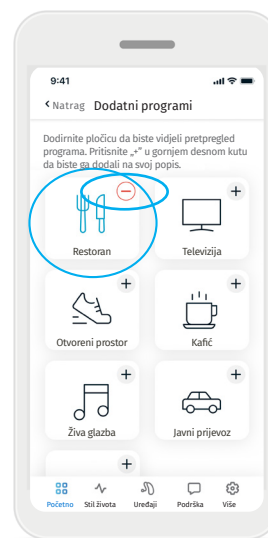 9:41
Natrag Dodatni programi
Dodirnite pločicu da biste vidjeli pretpregled
programa. Pritisnite „+” u gornjem desnom kutu
da biste ga dodali na svoj popis.
Restoran
Televizija
Otvoreni prostor
Kafić
Živa glazba
Javni prijevoz
Početno Stil života Uređaji Podrška Više